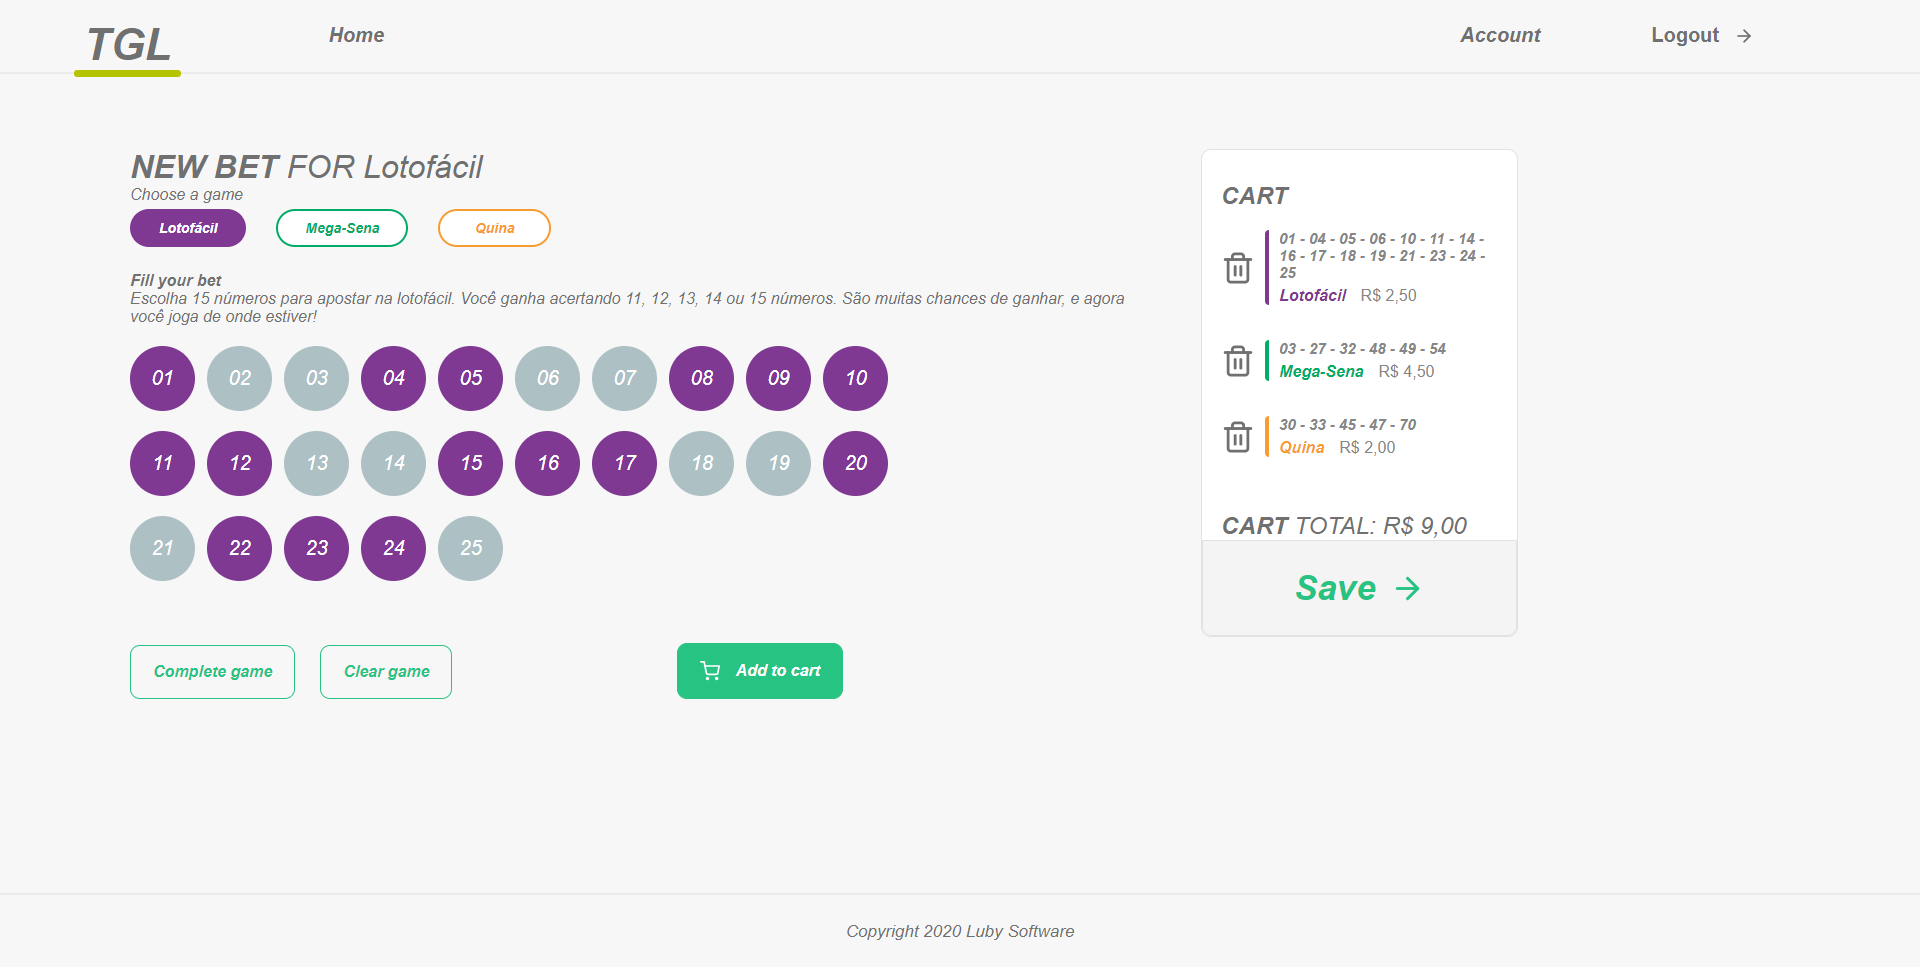 TGL
Home
Account
Logout
NEW BET FOR Lotofácil
Choose a game
Lotofácil
Mega-Sena
Quina
Fill your bet
Escolha 15 números para apostar na lotofácil. Você ganha acertando 11, 12, 13, 14 ou 15 números. São muitas chances de ganhar, e agora
você joga de onde estiver!
01 02 03 04 05 06 07 08 09 10
11 12 13 14 15 16 17 18 19 20
21 22 23 24 25
Complete game
Clear game
Add to cart
CART
01 - 04 - 05 - 06 - 10 - 11 - 14 -
16 - 17 - 18 - 19 - 21 - 23 - 24 -
25
Lotofácil R$ 2,50
03 - 27 - 32 - 48 - 49 - 54
Mega-Sena R$ 4,50
30 - 33 - 45 - 47 - 70
Quina R$ 2,00
CART TOTAL: R$ 9,00
Save
Copyright 2020 Luby Software